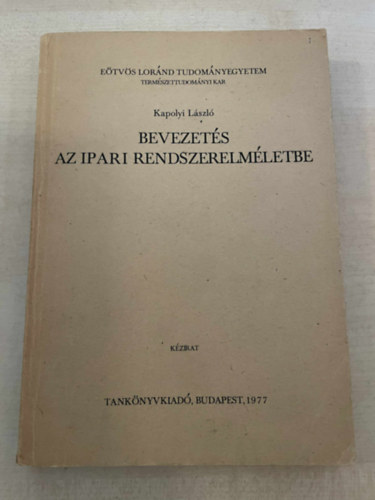 EÖTVÖS LORÁND TUDOMÁNYEGYETEM
TERMÉSZETTUDOMÁNYI KAR
Kapolyi László
BEVEZETÉS
AZ IPARI RENDSZERELMÉLETBE
KÉZIRAT
TANKÖNYVKIADÓ, BUDAPEST, 1977